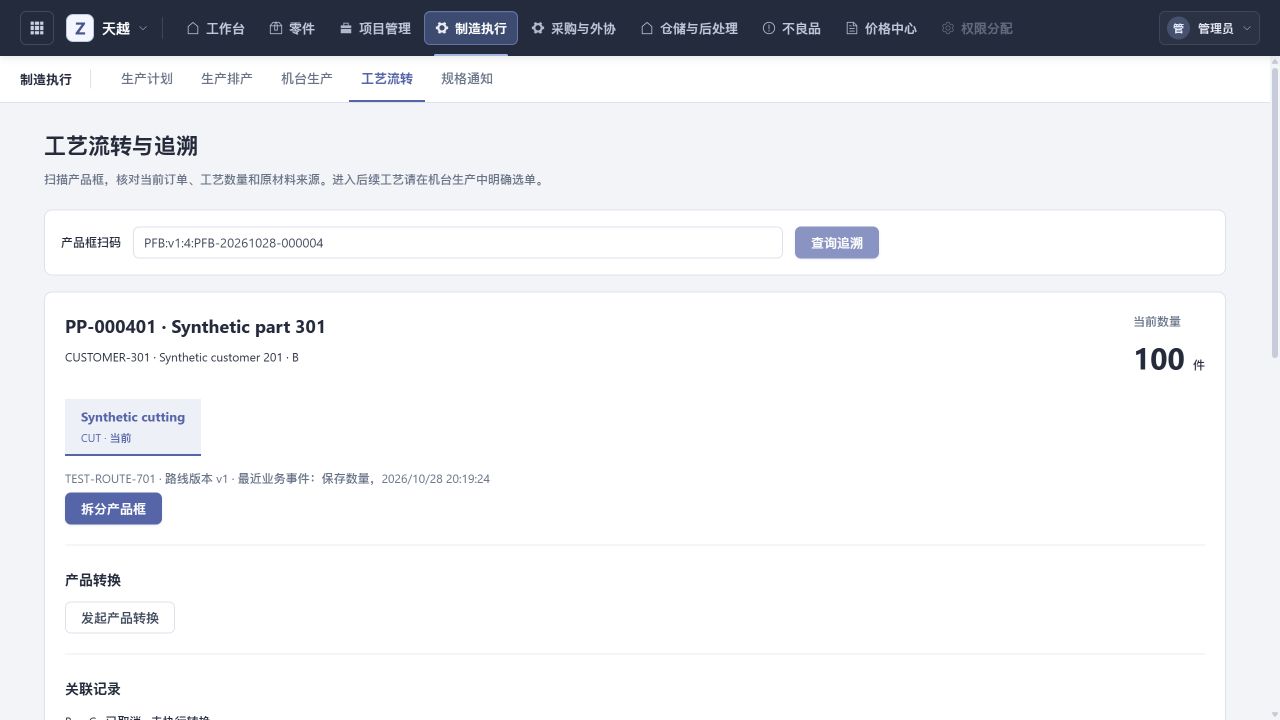 Z 天越 工作台 零件 项目管理 制造执行 采购与外协 仓储与后处理 不良品 价格中心 权限分配 管 管理员
制造执行 生产计划 生产排产 机台生产 工艺流转 规格通知
工艺流转与追溯
扫描产品框，核对当前订单、工艺数量和原材料来源。进入后续工艺请在机台生产中明确选单。
产品框扫码 PFB:v1:4:PFB-20261028-000004 查询追溯
PP-000401 · Synthetic part 301
CUSTOMER-301 · Synthetic customer 201 · B
当前数量
100 件
Synthetic cutting
CUT · 当前
TEST-ROUTE-701 · 路线版本 v1 · 最近业务事件：保存数量，2026/10/28 20:19:24
拆分产品框
产品转换
发起产品转换
关联记录